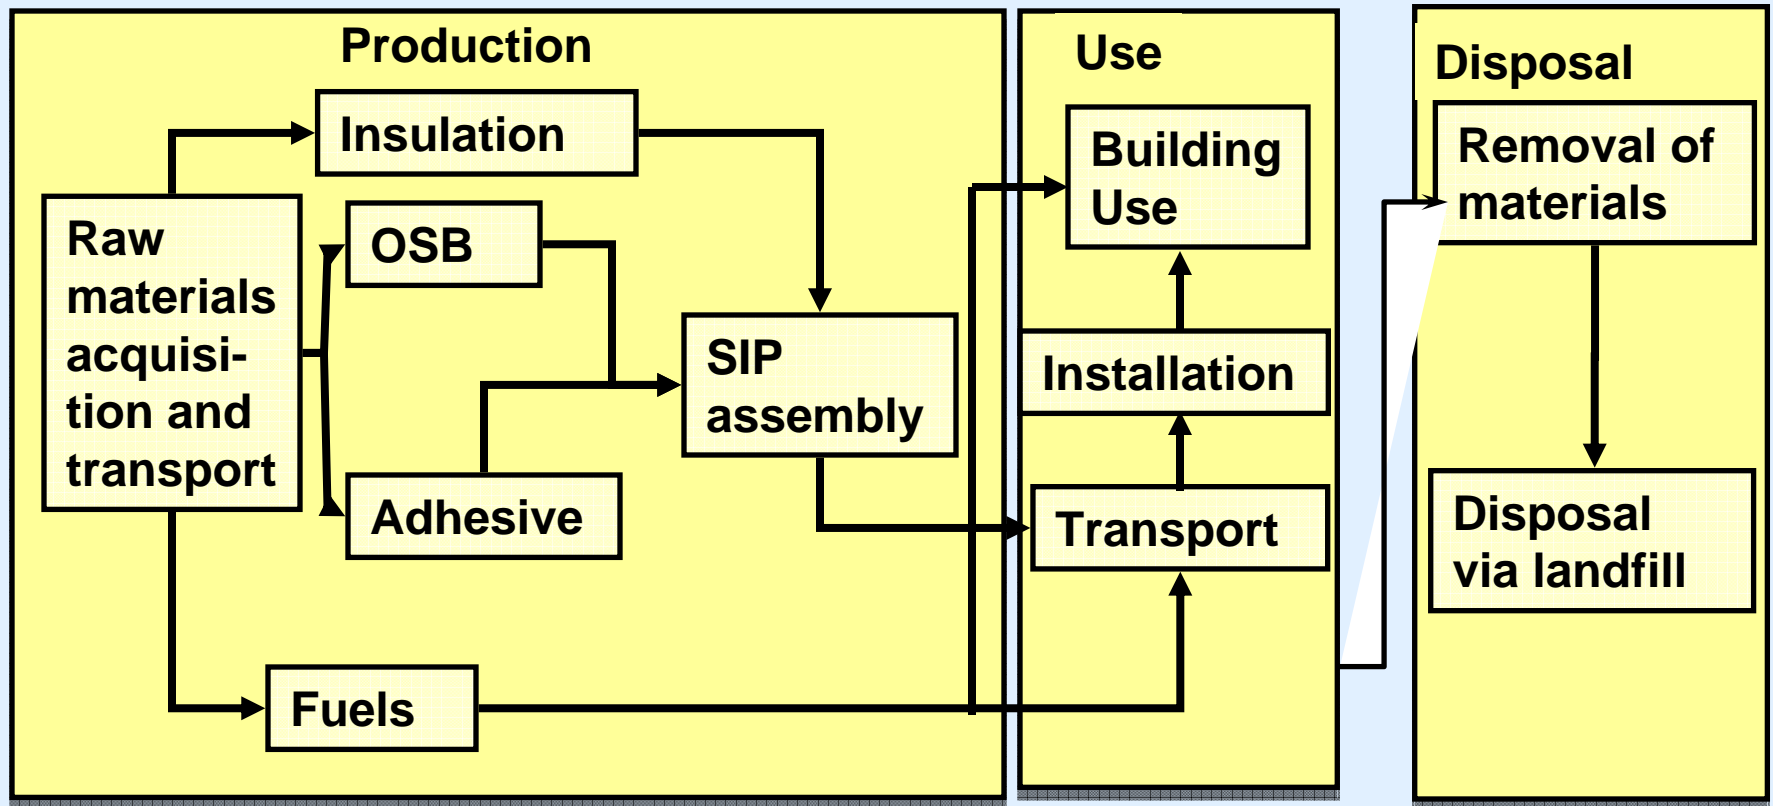 Production
Insulation
Raw
materials
acquisi-
tion and
transport
OSB
Adhesive
SIP
assembly
Fuels
Use
Building
Use
Installation
Transport
Disposal
Removal of
materials
Disposal
via landfill